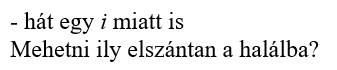 - hát egy i miatt is
Mehetni ily elszántan a halálba?